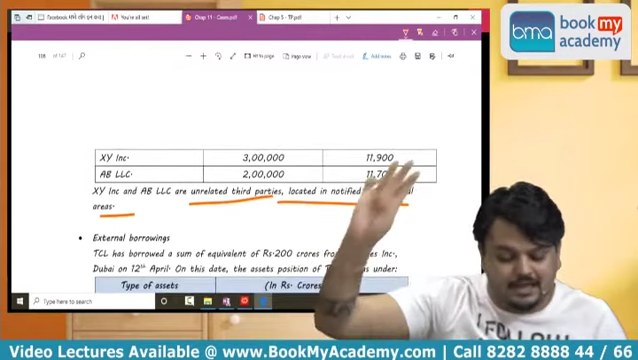 You're all set!
Chap 11 - Cases.pdf
Chap 5 - TP.pdf
book my
bma
academy
Fit to page
Page view
Read aloud
Add notes
XY Inc. 3,00,000 11,900
AB LLC. 2,00,000
XY Inc and AB LLC are unrelated third parties, located in notified
areas.
• External borrowings
TCL has borrowed a sum of equivalent of Rs.200 crores from
Dubai on 12th April. On this date, the assets position of
as under:
Type of assets (In Rs. Crores
Type here to search
I FOLLOW
Video Lectures Available @ www.BookMyAcademy.com | Call 8282 8888 44 / 66